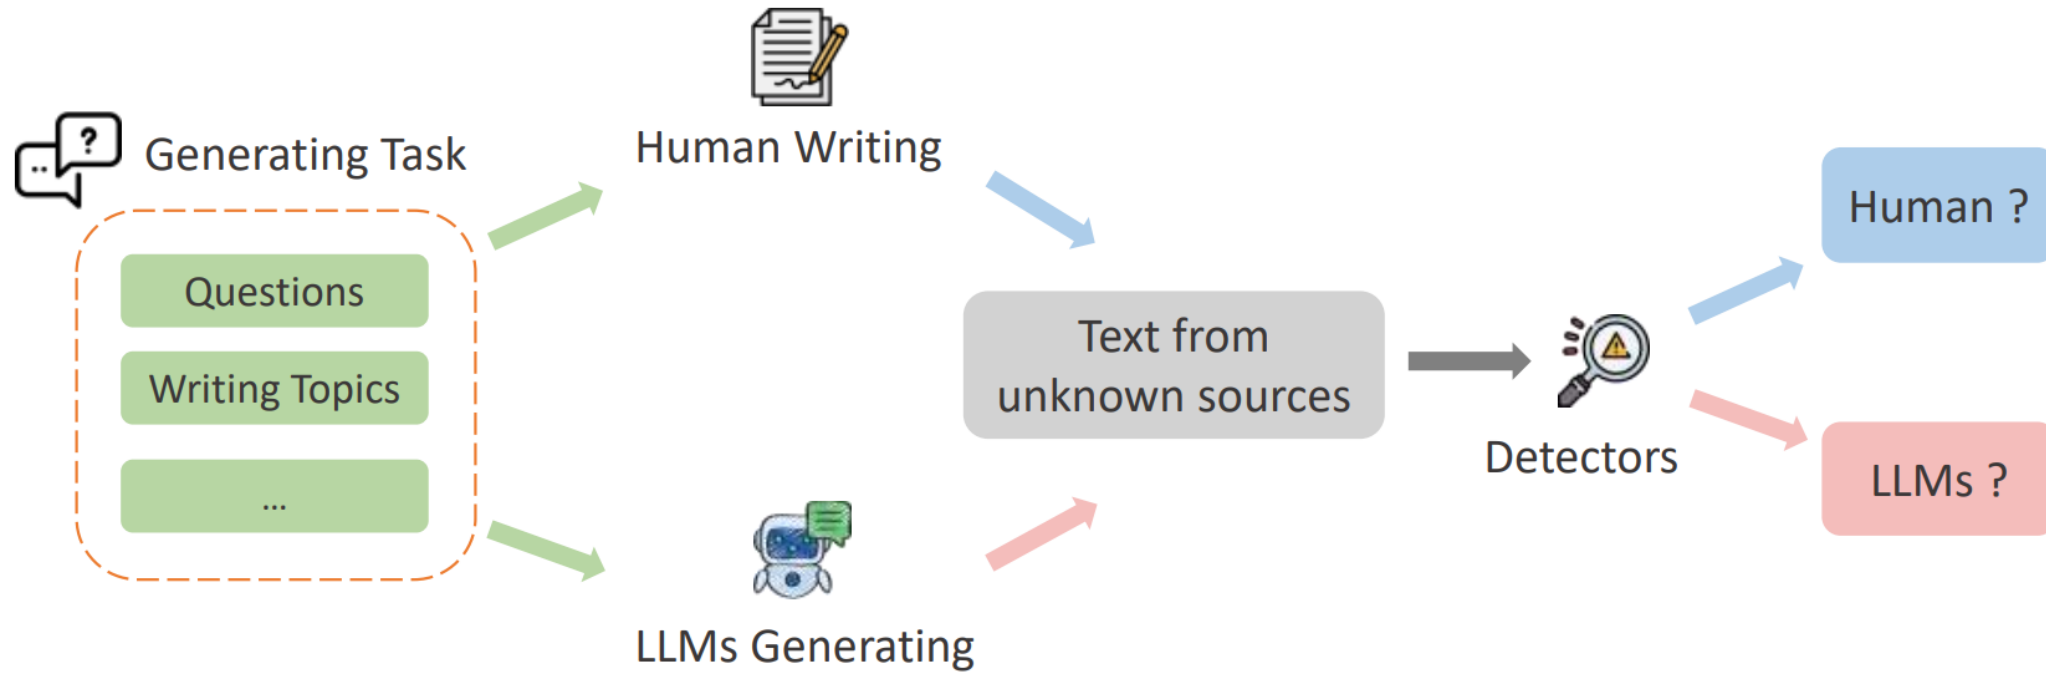 ?
..
Generating Task
Questions
Writing Topics
...
Human Writing
LLMs Generating
Text from
unknown sources
Detectors
Human ?
LLMs ?